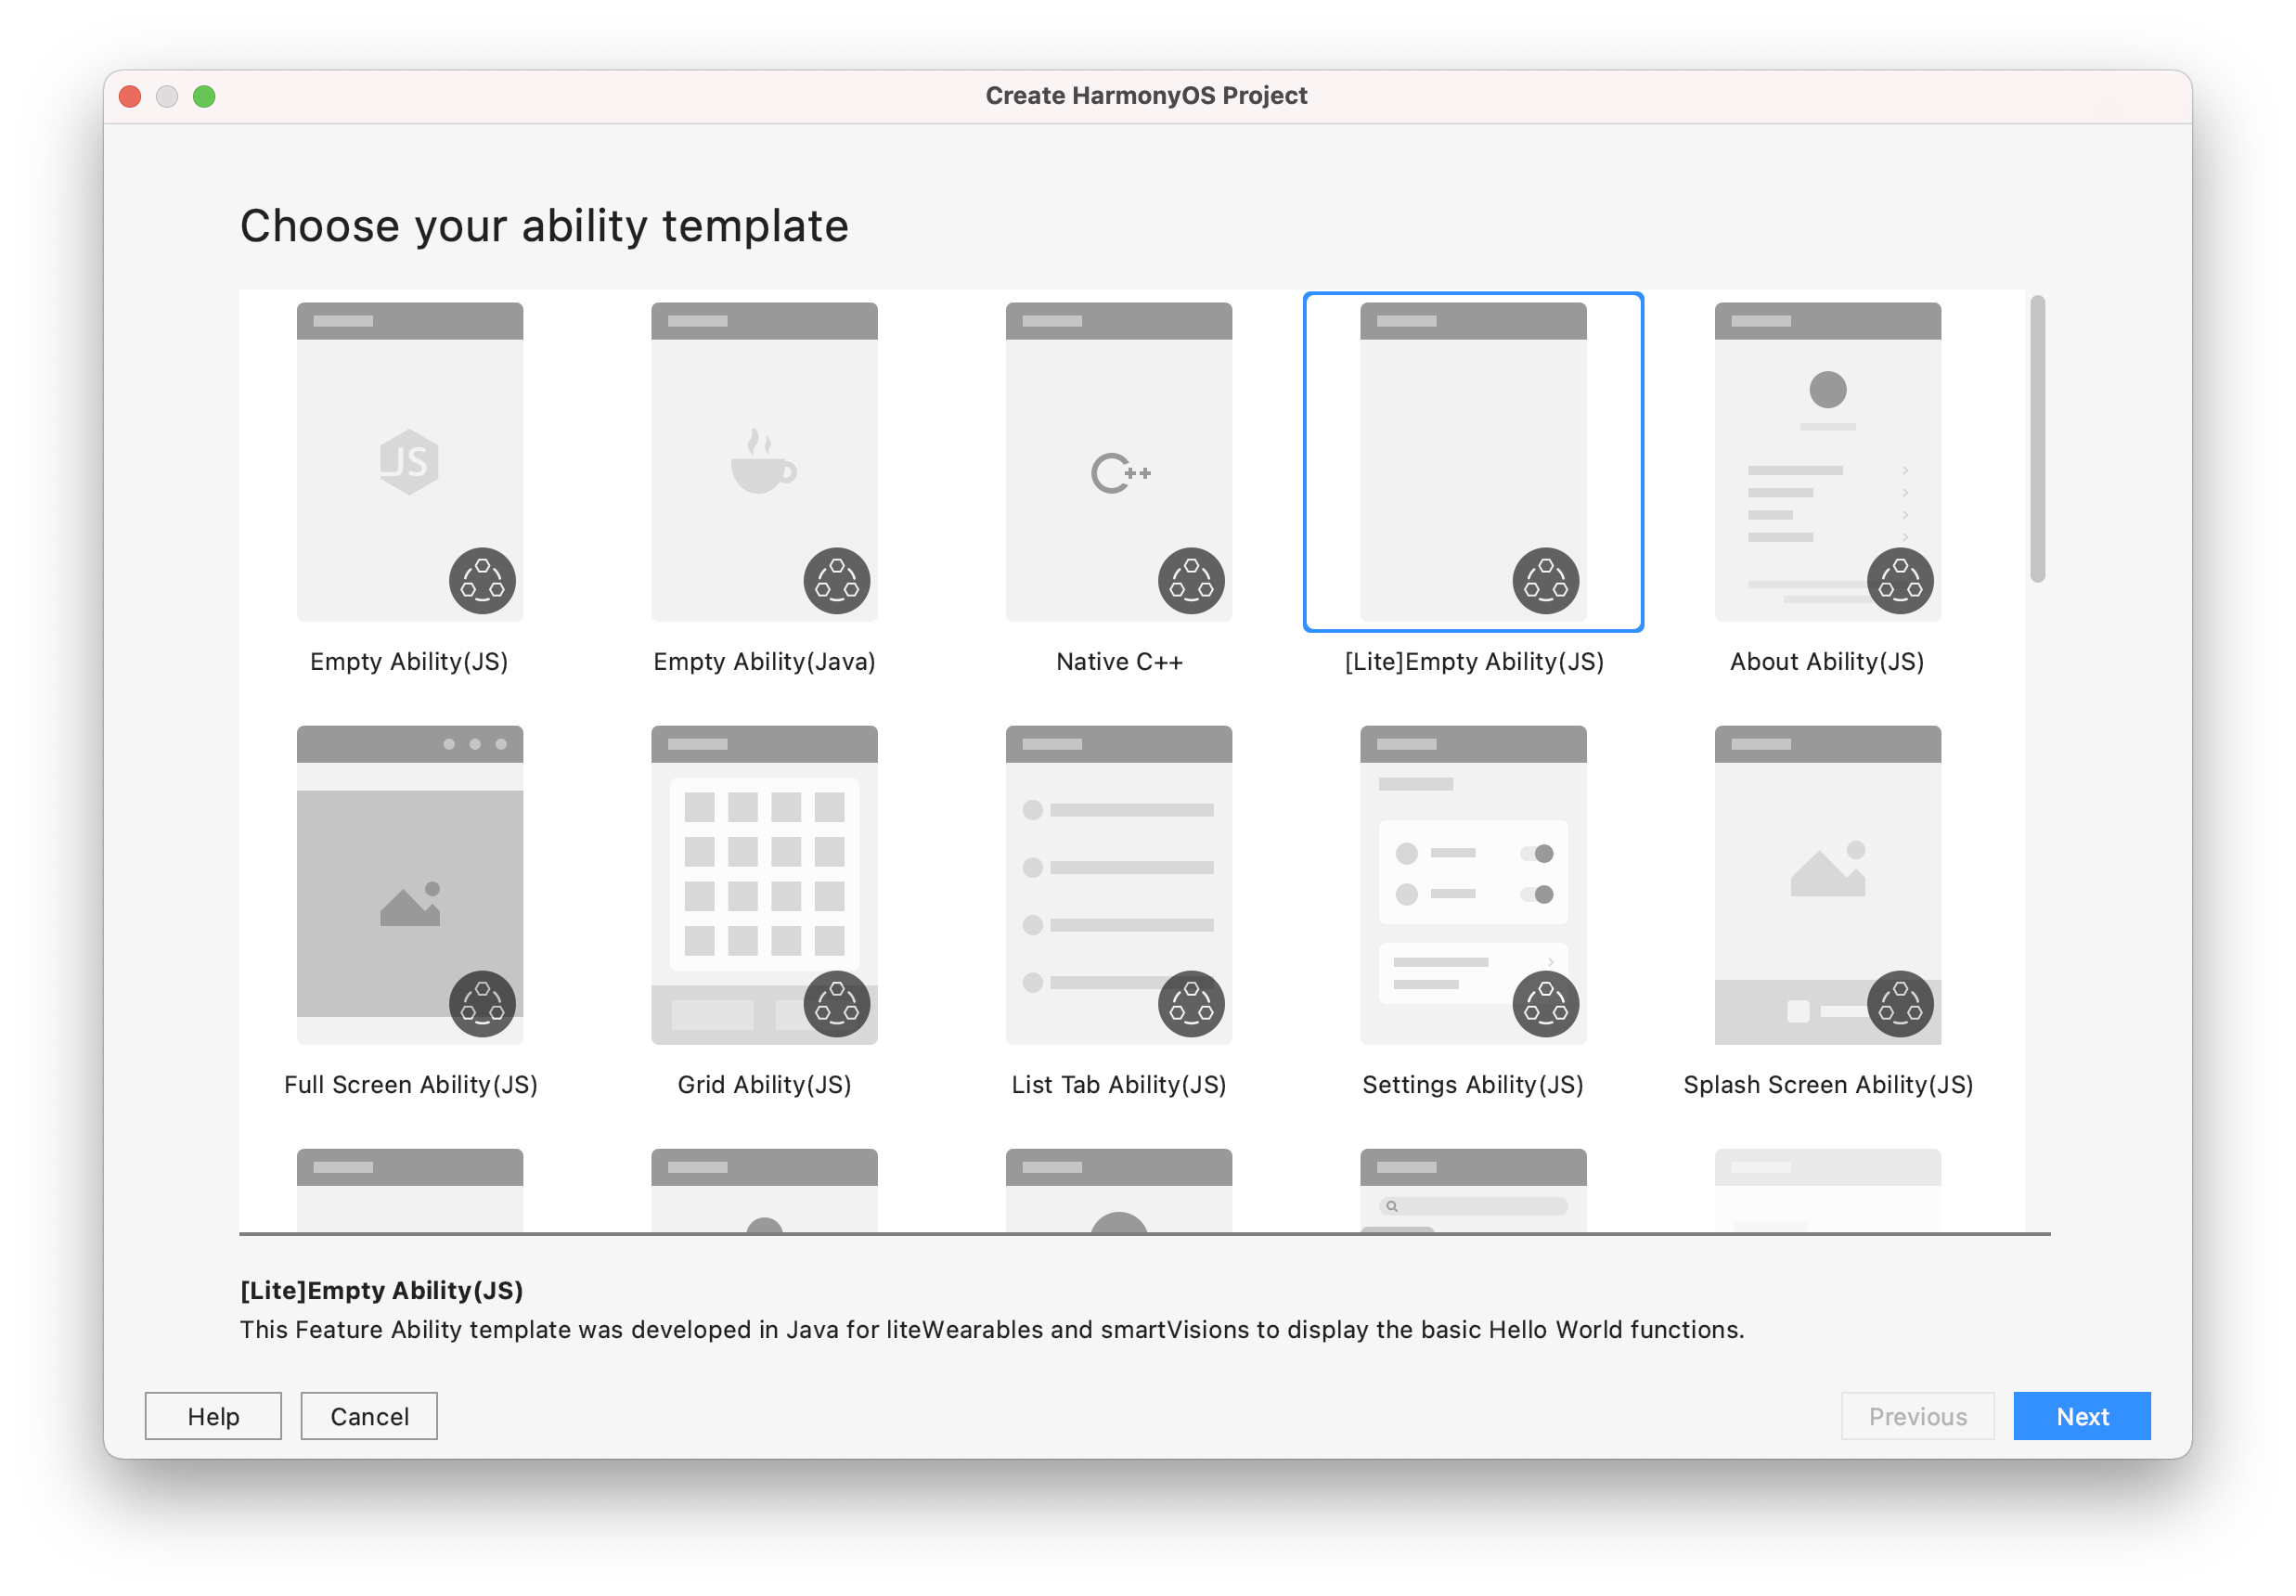 Create HarmonyOS Project
Choose your ability template
JS
C++
Empty Ability(JS)
Empty Ability(Java)
Native C++
[Lite]Empty Ability(JS)
About Ability(JS)
Full Screen Ability(JS)
Grid Ability(JS)
List Tab Ability(JS)
Settings Ability(JS)
Splash Screen Ability(JS)
[Lite]Empty Ability(JS)
This Feature Ability template was developed in Java for liteWearables and smartVisions to display the basic Hello World functions.
Help
Cancel
Previous
Next